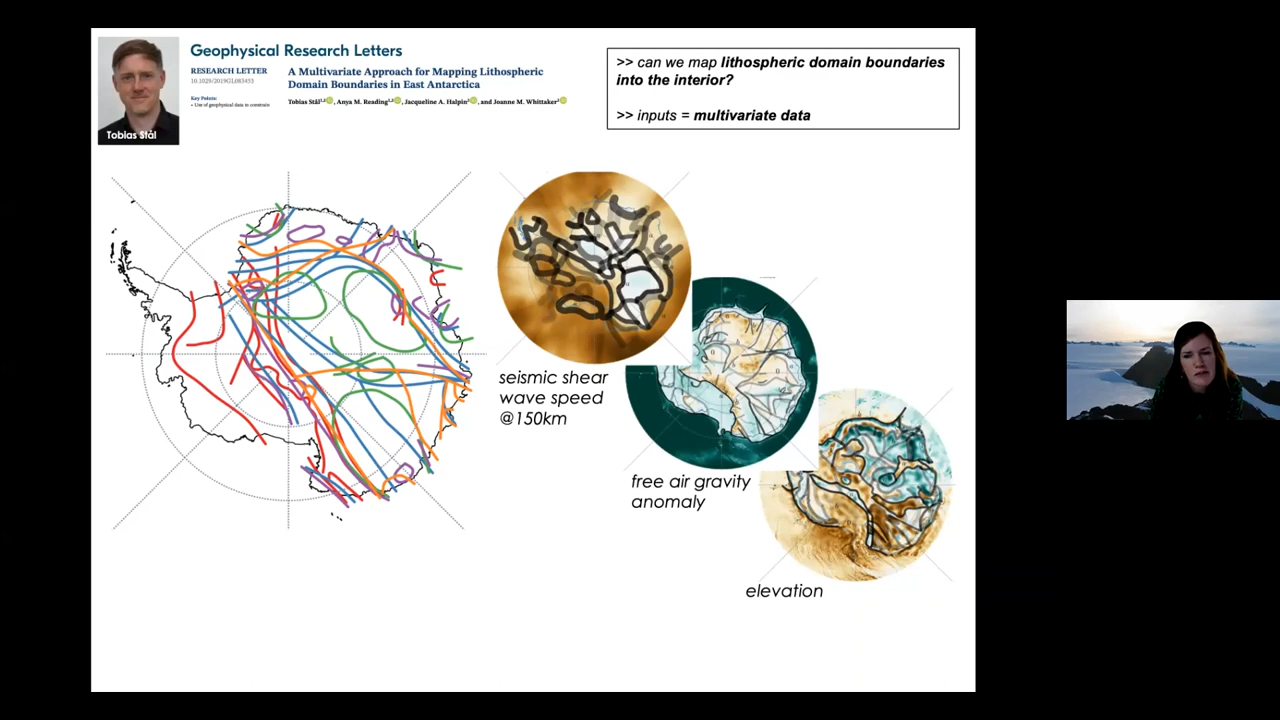 Geophysical Research Letters
RESEARCH LETTER
10.1029/2019GL083453
Key Points:
• Use of geophysical data to constrain
A Multivariate Approach for Mapping Lithospheric
Domain Boundaries in East Antarctica
Tobias Stål, Anya M. Reading, Jacqueline A. Halpin, and Joanne M. Whittaker
Tobias Stål
>> can we map lithospheric domain boundaries
into the interior?
>> inputs = multivariate data
seismic shear
wave speed
@150km
free air gravity
anomaly
elevation